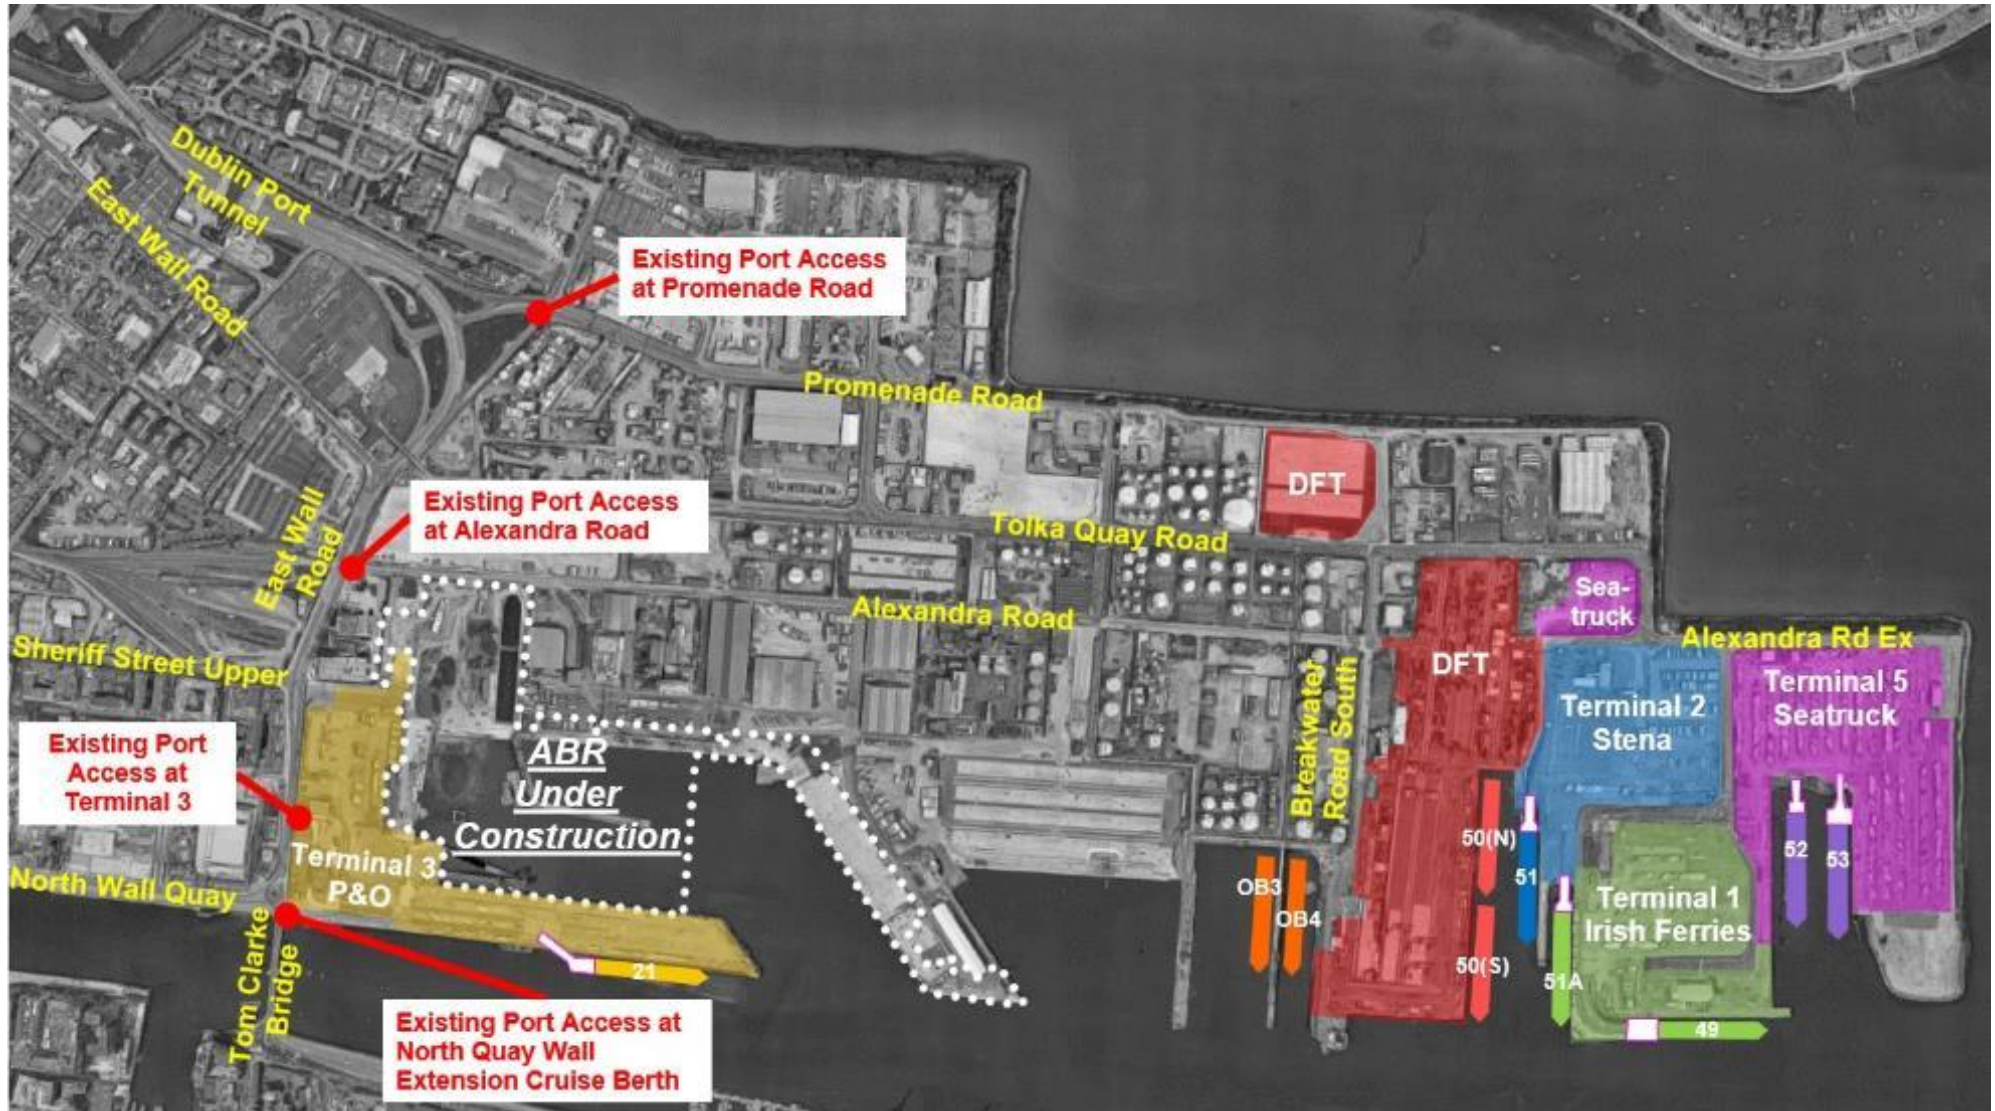 Dublin Port
Tunnel
East Wall Road
Existing Port Access
at Promenade Road
Promenade Road
DFT
Existing Port Access
at Alexandra Road
East Wall
Road
Tolka Quay Road
Alexandra Road
Sea-
truck
Alexandra Rd Ex
Sheriff Street Upper
DFT
Terminal 5
Seatruck
Terminal 2
Stena
Breakwater
Road South
Existing Port
Access at
Terminal 3
ABR
Under
Construction
50(N)
51
52
53
Terminal 3
P&O
North Wall Quay
OB3
OB4
Terminal 1
Irish Ferries
Tom Clarke
Bridge
21
50(S)
51A
49
Existing Port Access at
North Quay Wall
Extension Cruise Berth